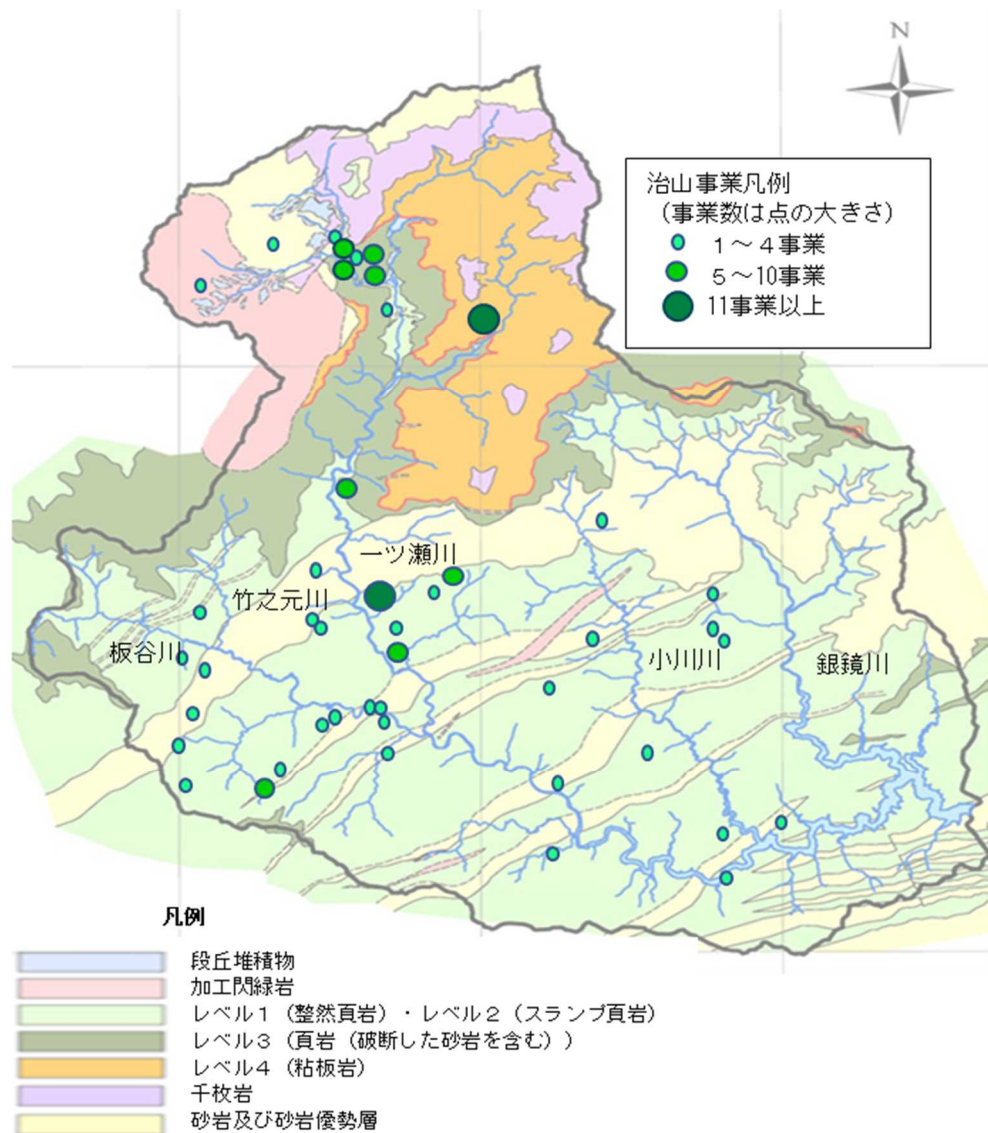 N
治山事業凡例
(事業数は点の大きさ)
1～4事業
5～10事業
11事業以上
一ツ瀬川
竹之元川
板谷川
小川川
銀鏡川
凡例
段丘堆積物
加工閃緑岩
レベル1（整然頁岩）・レベル2（スランプ頁岩）
レベル3（頁岩（破断した砂岩を含む））
レベル4（粘板岩）
千枚岩
砂岩及び砂岩優勢層